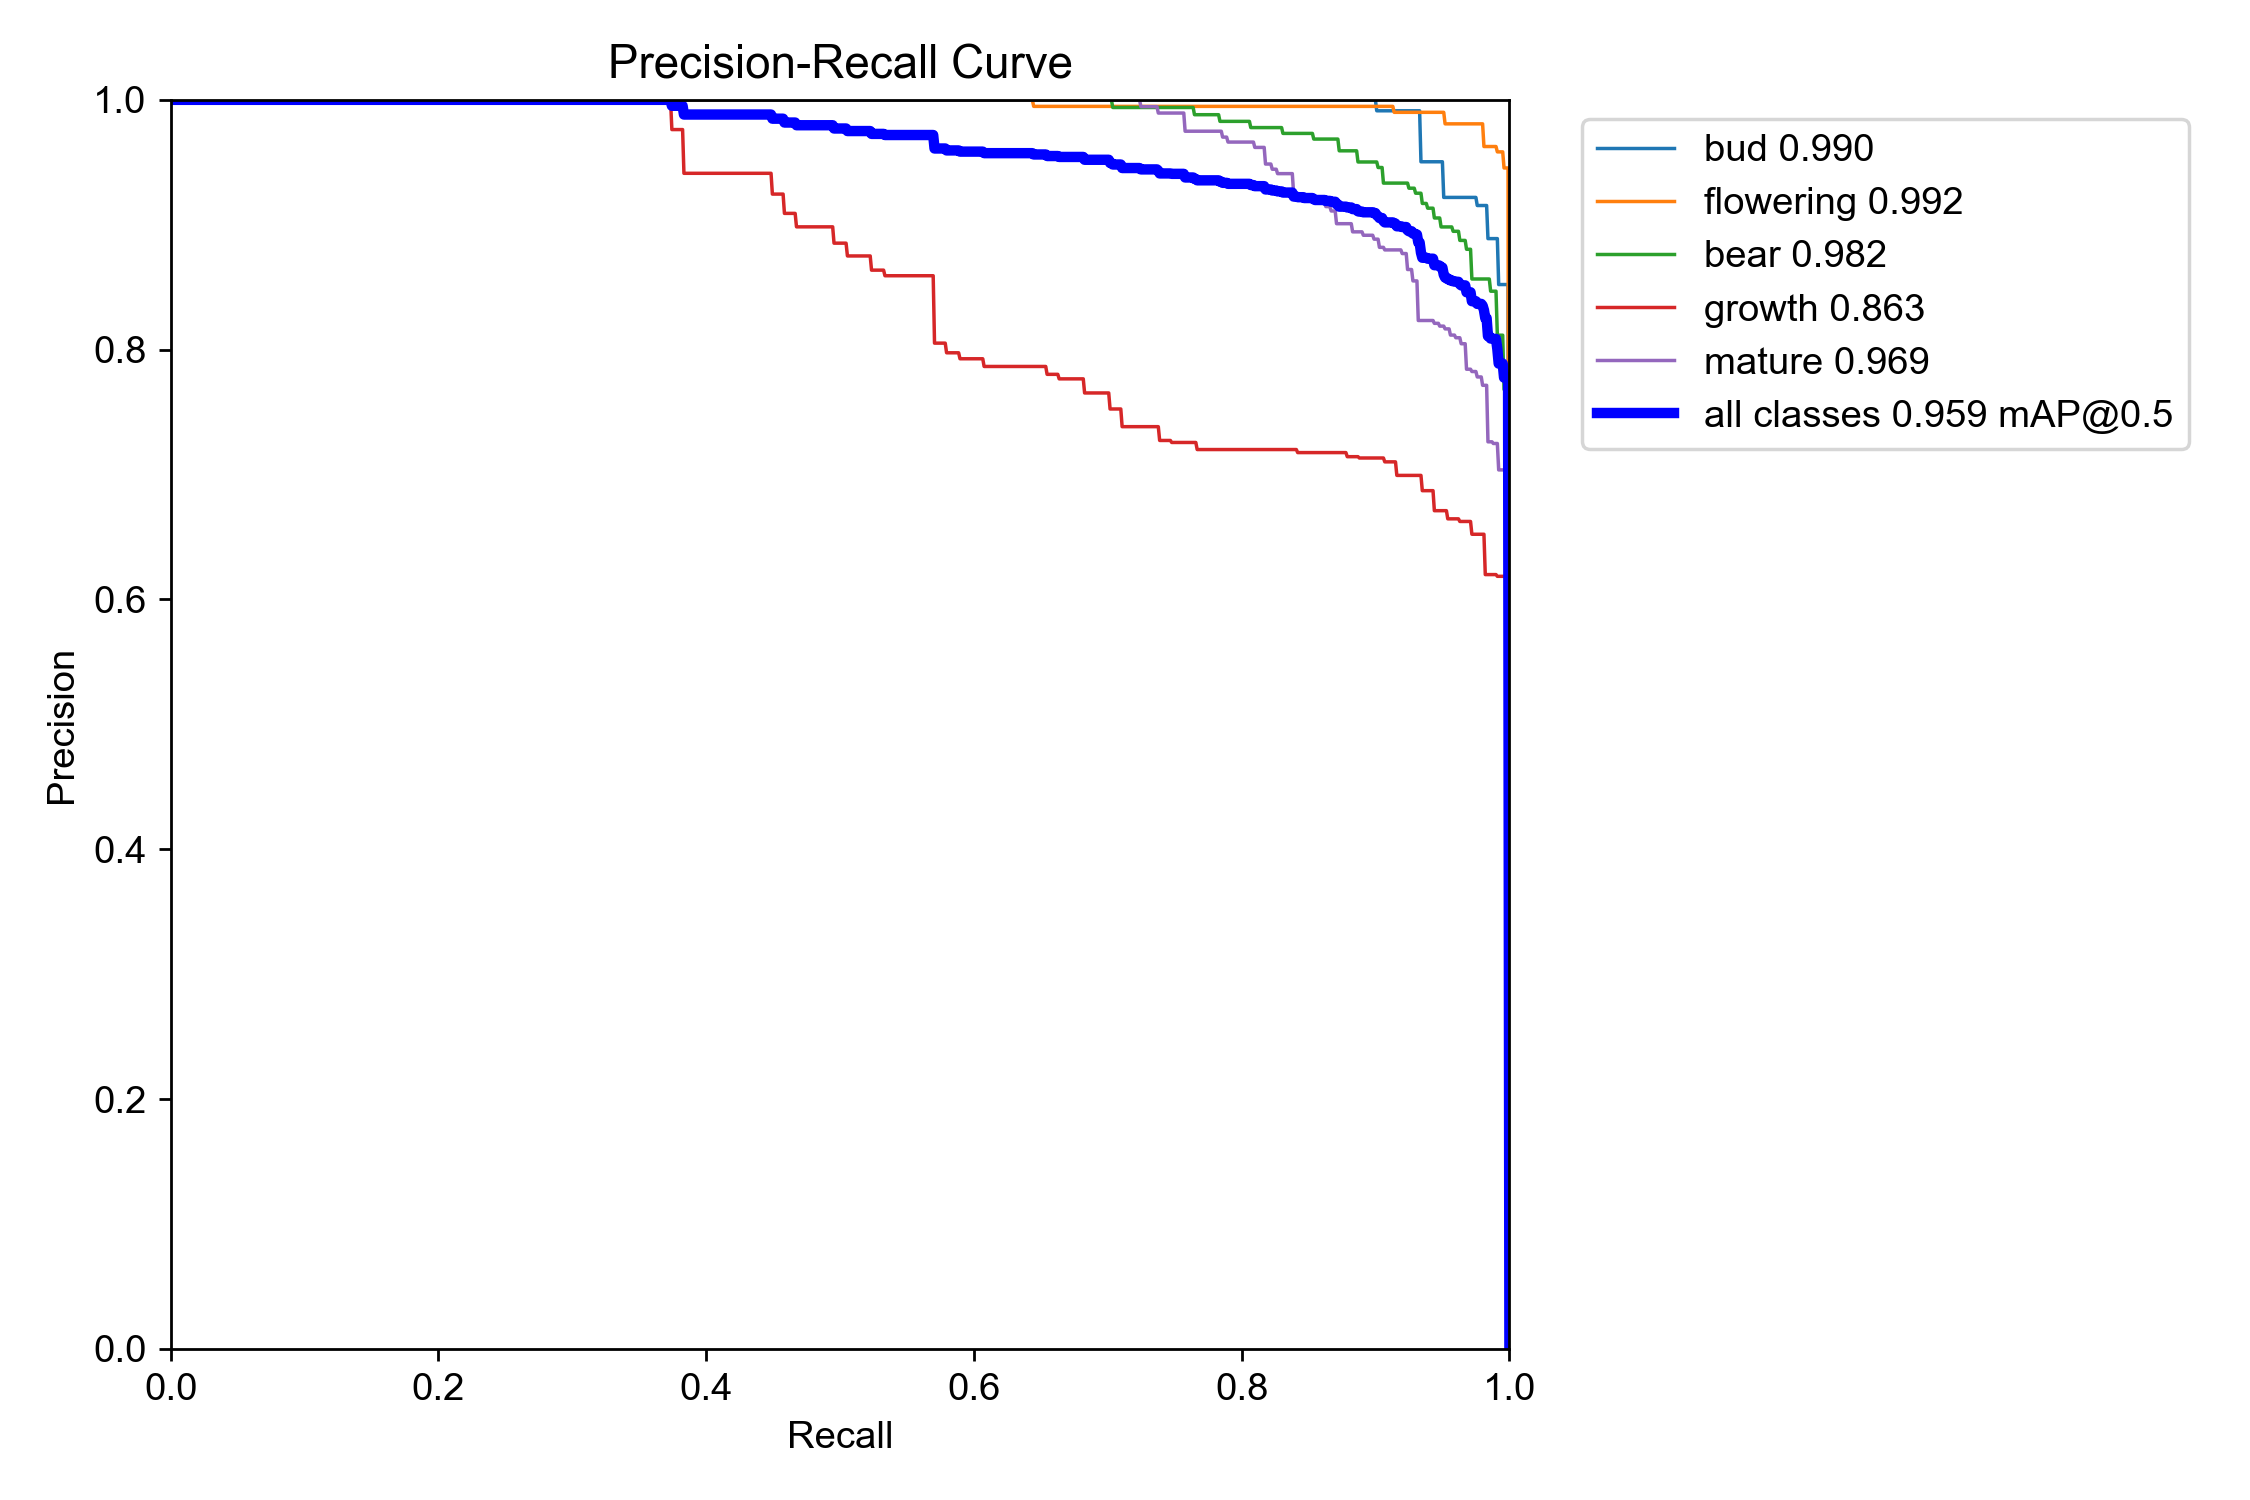 Precision-Recall Curve
1.0
0.8
0.6
0.4
0.2
0.0
Precision
0.0 0.2 0.4 0.6 0.8 1.0
Recall
bud 0.990
flowering 0.992
bear 0.982
growth 0.863
mature 0.969
all classes 0.959 mAP@0.5